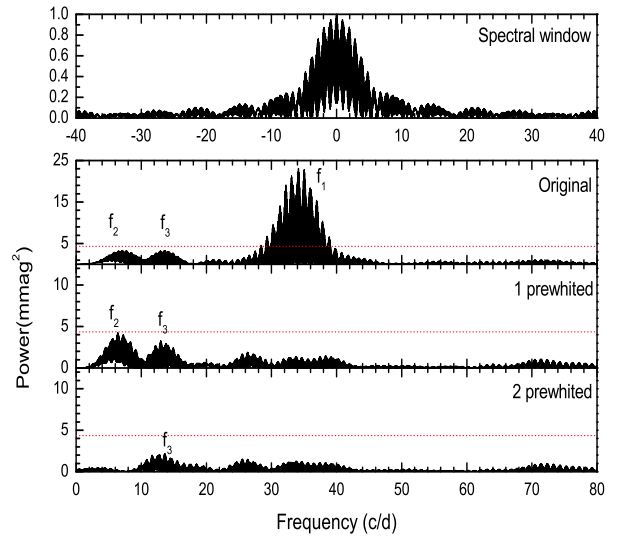 1.0
0.8
0.6
0.4
0.2
0.0
Spectral window
-40 -30 -20 -10 0 10 20 30 40
25
15
5
f1
f2 f3
Original
10
5
0
f2 f3
1 prewhited
10
5
0
f3
2 prewhited
0 10 20 30 40 50 60 70 80
Power(mmag²)
Frequency (c/d)